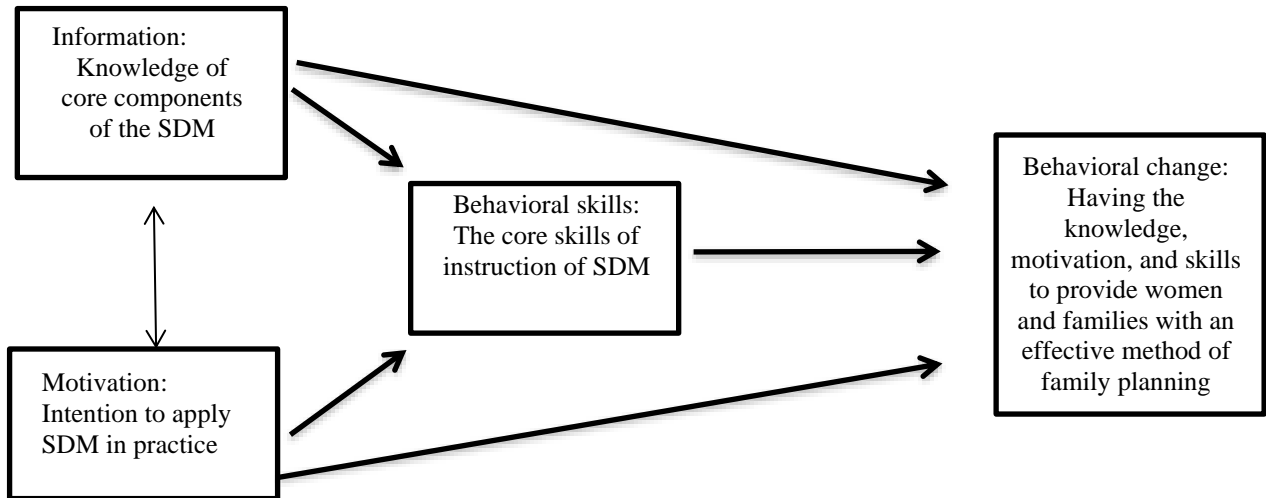 Information:
Knowledge of
core components
of the SDM
Behavioral skills:
The core skills of
instruction of SDM
Motivation:
Intention to apply
SDM in practice
Behavioral change:
Having the
knowledge,
motivation, and skills
to provide women
and families with an
effective method of
family planning